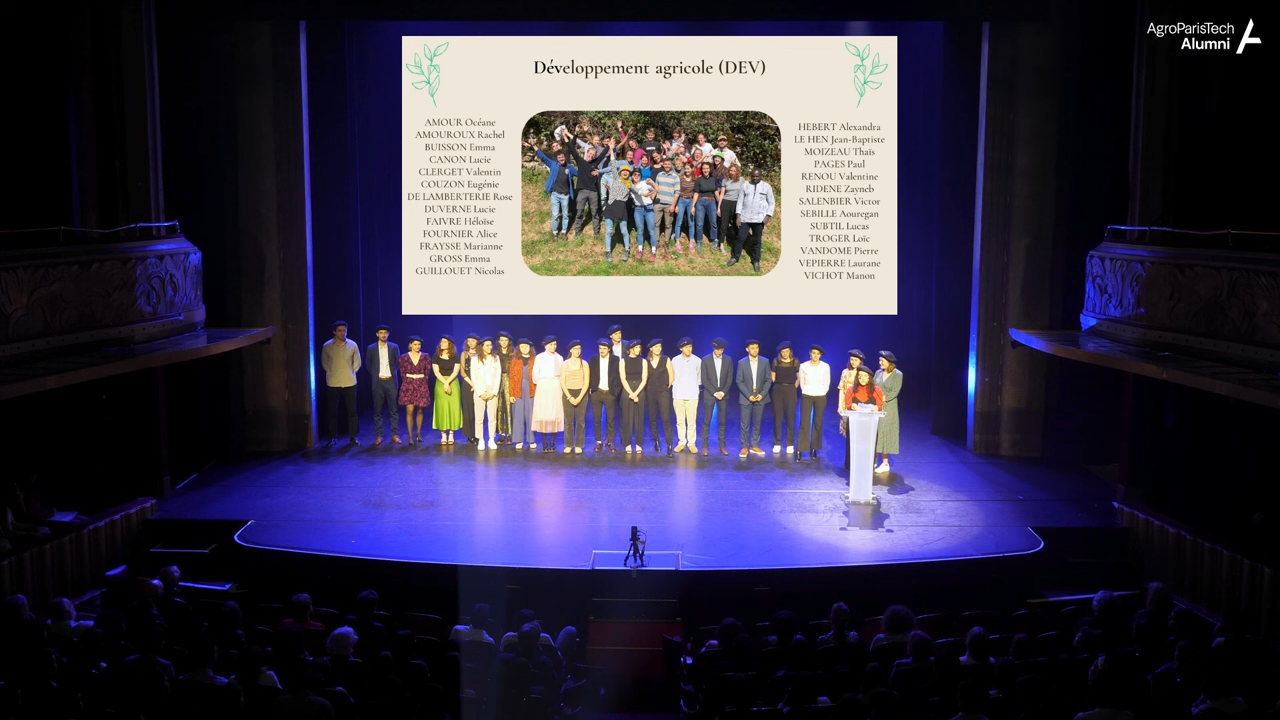 AgroParisTech
Alumni
Développement agricole (DEV)
AMOUR Océane
AMOUROUX Rachel
BUISSON Emma
CANON Lucie
CLERGET Valentin
COUZON Eugénie
DE LAMBERTERIE Rose
DUVERNE Lucie
FAIVRE Héloïse
FOURNIER Alice
FRAYSSE Marianne
GROSS Emma
GUILLOUET Nicolas
HEBERT Alexandra
LE HEN Jean-Baptiste
MOIZEAU Thaïs
PAGES Paul
RENOU Valentine
RIDENE Zayneb
SALENBIER Victor
SEBILLE Aouregan
SUBTIL Lucas
TROGER Loïc
VANDOME Pierre
VEPIERRE Laurane
VICHOT Manon